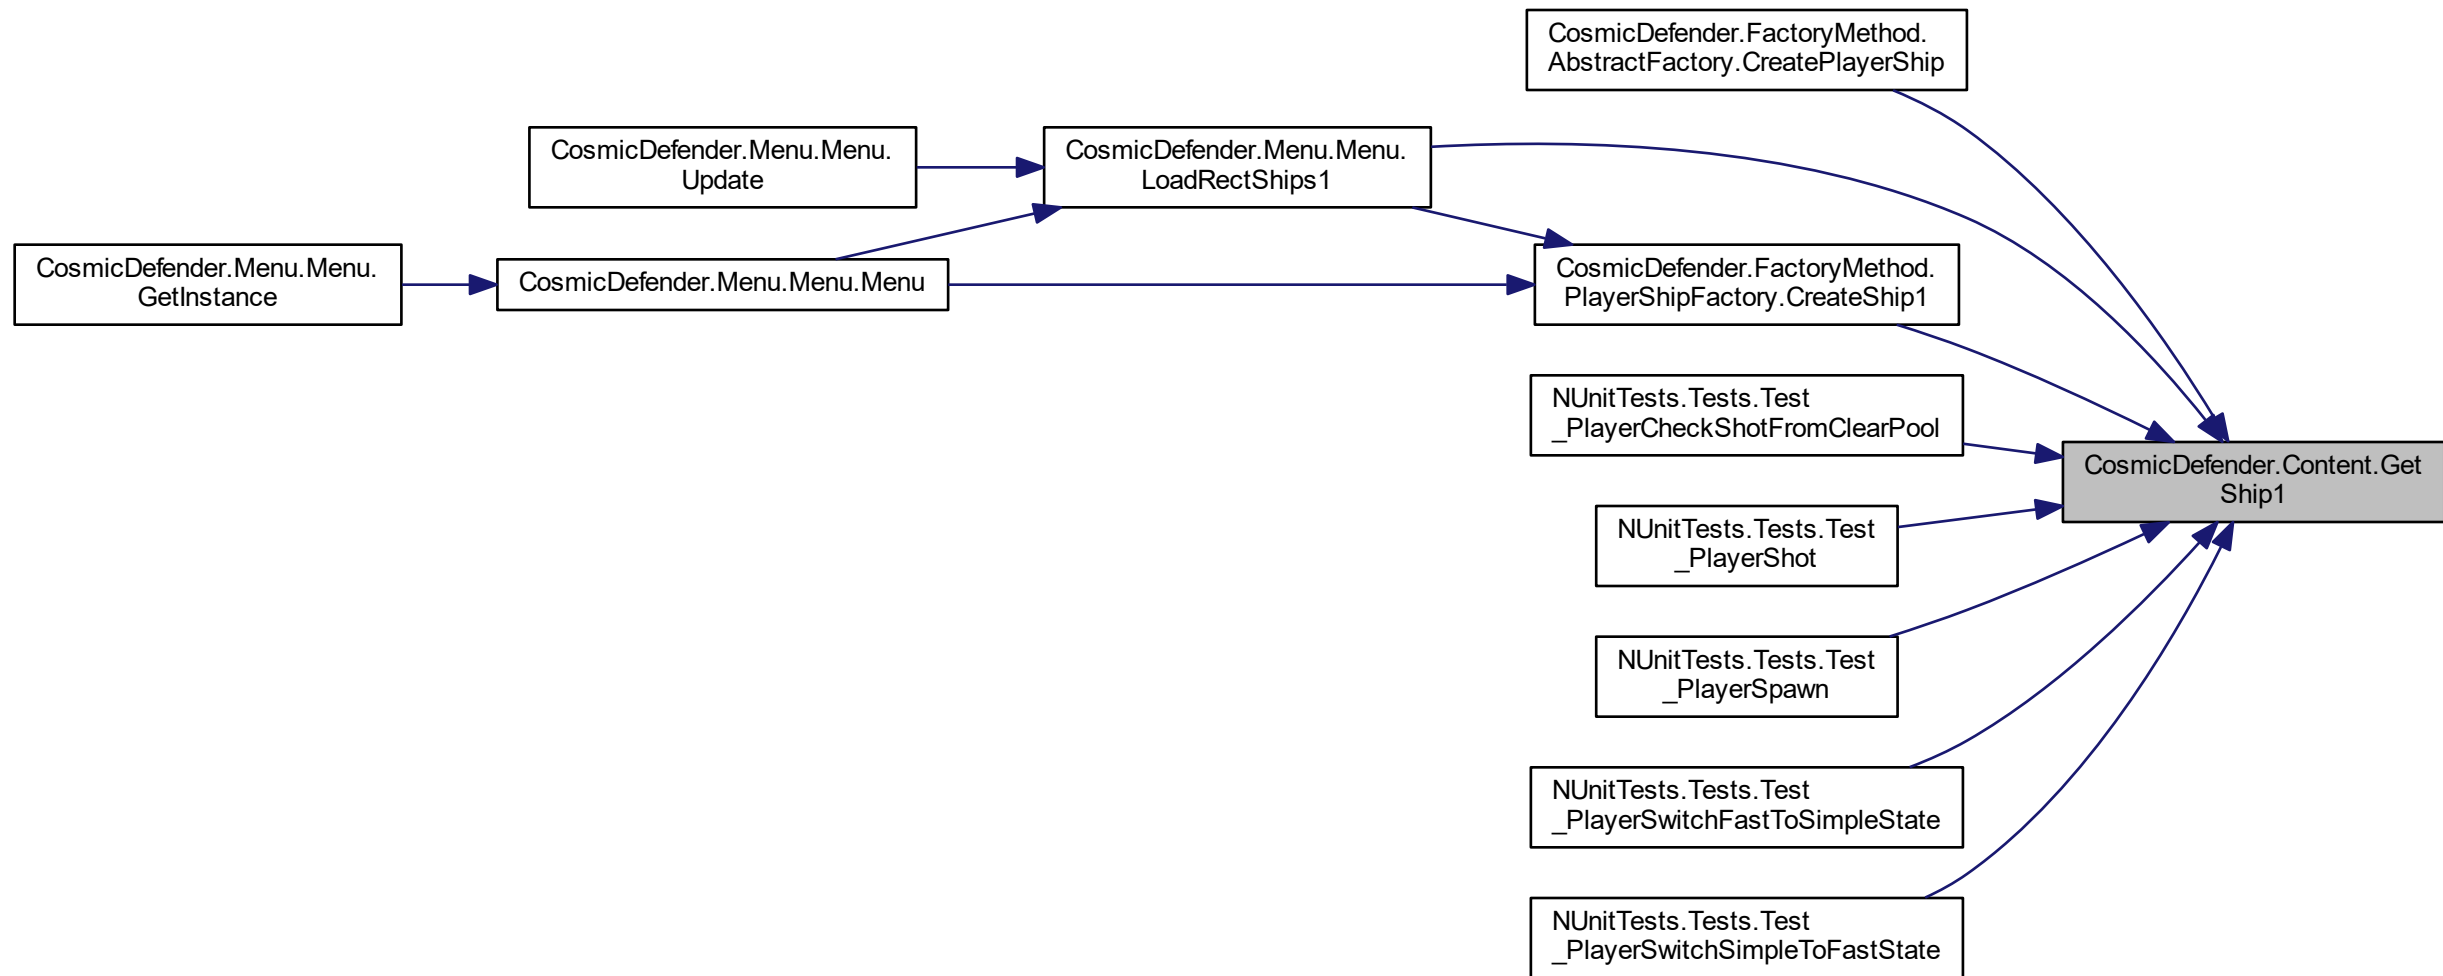 CosmicDefender.FactoryMethod.
AbstractFactory.CreatePlayerShip
CosmicDefender.Menu.Menu.
Update
CosmicDefender.Menu.Menu.
LoadRectShips1
CosmicDefender.Menu.Menu.
GetInstance
CosmicDefender.Menu.Menu.Menu
CosmicDefender.FactoryMethod.
PlayerShipFactory.CreateShip1
NUnitTests.Tests.Test
_PlayerCheckShotFromClearPool
CosmicDefender.Content.Get
Ship1
NUnitTests.Tests.Test
_PlayerShot
NUnitTests.Tests.Test
_PlayerSpawn
NUnitTests.Tests.Test
_PlayerSwitchFastToSimpleState
NUnitTests.Tests.Test
_PlayerSwitchSimpleToFastState